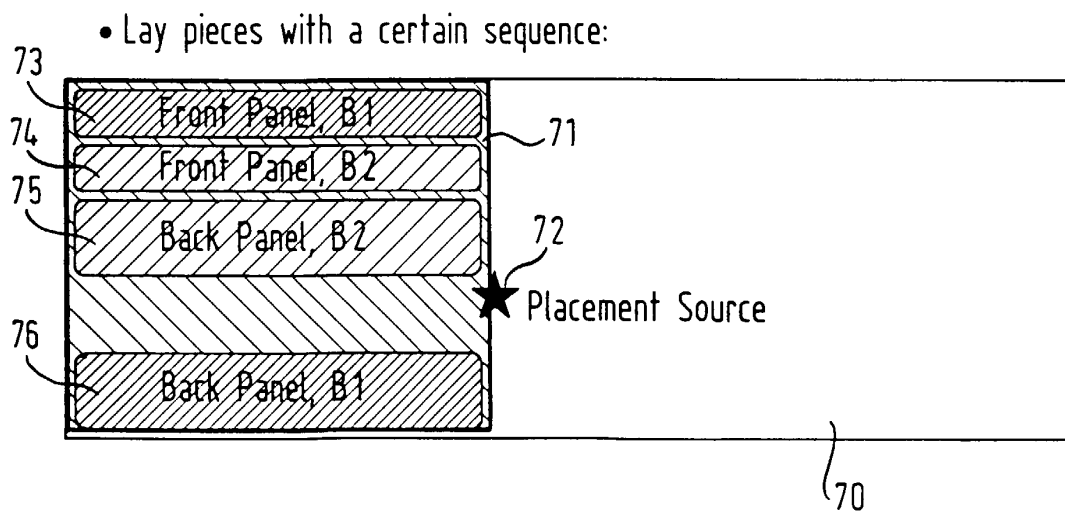 • Lay pieces with a certain sequence:
73
Front Panel, B1
74
71
Front Panel, B2
75
Back Panel, B2
72
Placement Source
76
Back Panel, B1
70